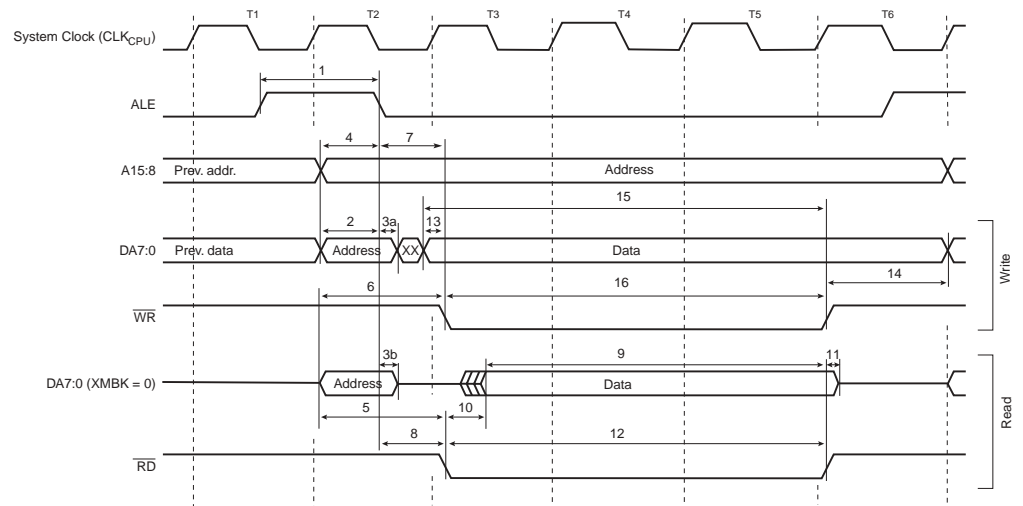 T1 T2 T3 T4 T5 T6
System Clock (CLKCPU)
1
ALE
4 7
A15:8 Prev. addr. Address
15
2 3a 13
DA7:0 Prev. data Address XX Data
14
6 16
WR
Write
3b 9 11
DA7:0 (XMBK = 0) Address Data
5 10
8 12
RD
Read